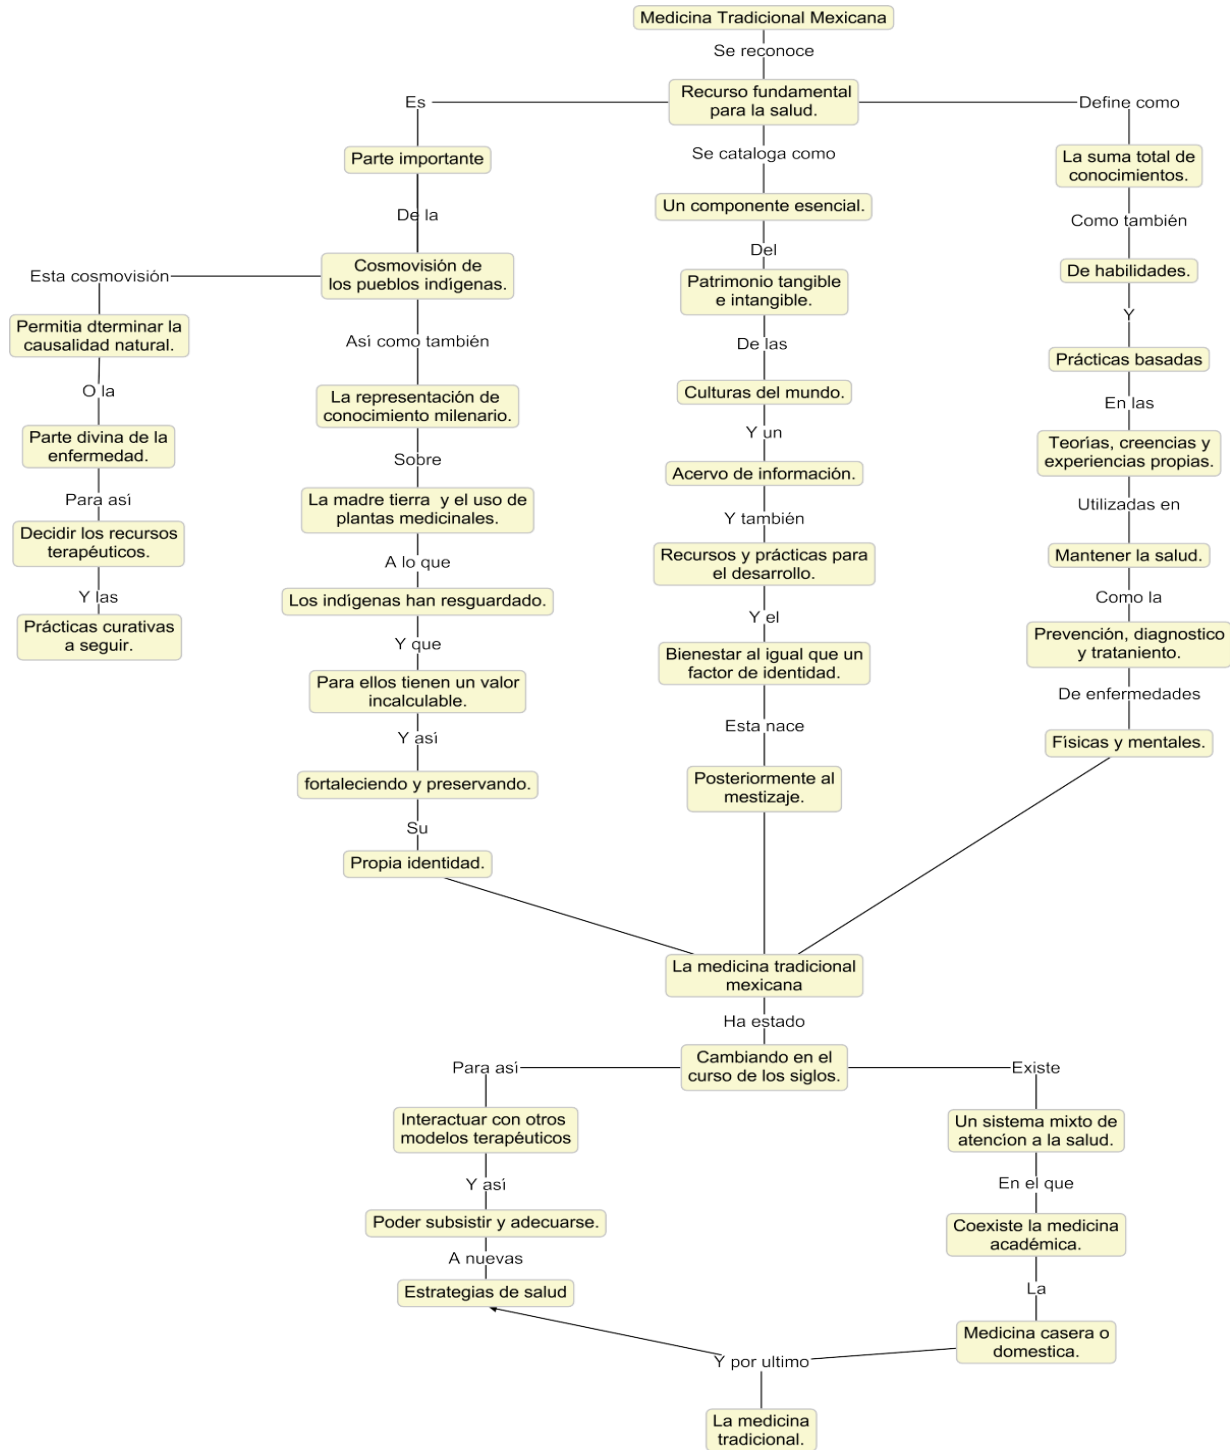 Medicina Tradicional Mexicana
Se reconoce
Recurso fundamental
para la salud.
Es
Parte importante
De la
Cosmovisión de
los pueblos indígenas.
Esta cosmovisión
Permitia dterminar la
causalidad natural.
O la
Parte divina de la
enfermedad.
Para así
Decidir los recursos
terapéuticos.
Y las
Prácticas curativas
a seguir.
Así como también
La representación de
conocimiento milenario.
Sobre
La madre tierra y el uso de
plantas medicinales.
A lo que
Los indígenas han resguardado.
Y que
Para ellos tienen un valor
incalculable.
Y así
fortaleciendo y preservando.
Su
Propia identidad.
Se cataloga como
Un componente esencial.
Del
Patrimonio tangible
e intangible.
De las
Culturas del mundo.
Y un
Acervo de información.
Y también
Recursos y prácticas para
el desarrollo.
Y el
Bienestar al igual que un
factor de identidad.
Esta nace
Posteriormente al
mestizaje.
Define como
La suma total de
conocimientos.
Como también
De habilidades.
Y
Prácticas basadas
En las
Teorías, creencias y
experiencias propias.
Utilizadas en
Mantener la salud.
Como la
Prevención, diagnostico
y trataniento.
De enfermedades
Físicas y mentales.
La medicina tradicional
mexicana
Ha estado
Cambiando en el
curso de los siglos.
Para así
Interactuar con otros
modelos terapéuticos
Y así
Poder subsistir y adecuarse.
A nuevas
Estrategias de salud
Existe
Un sistema mixto de
atencíon a la salud.
En el que
Coexiste la medicina
académica.
La
Medicina casera o
domestica.
Y por ultimo
La medicina
tradicional.